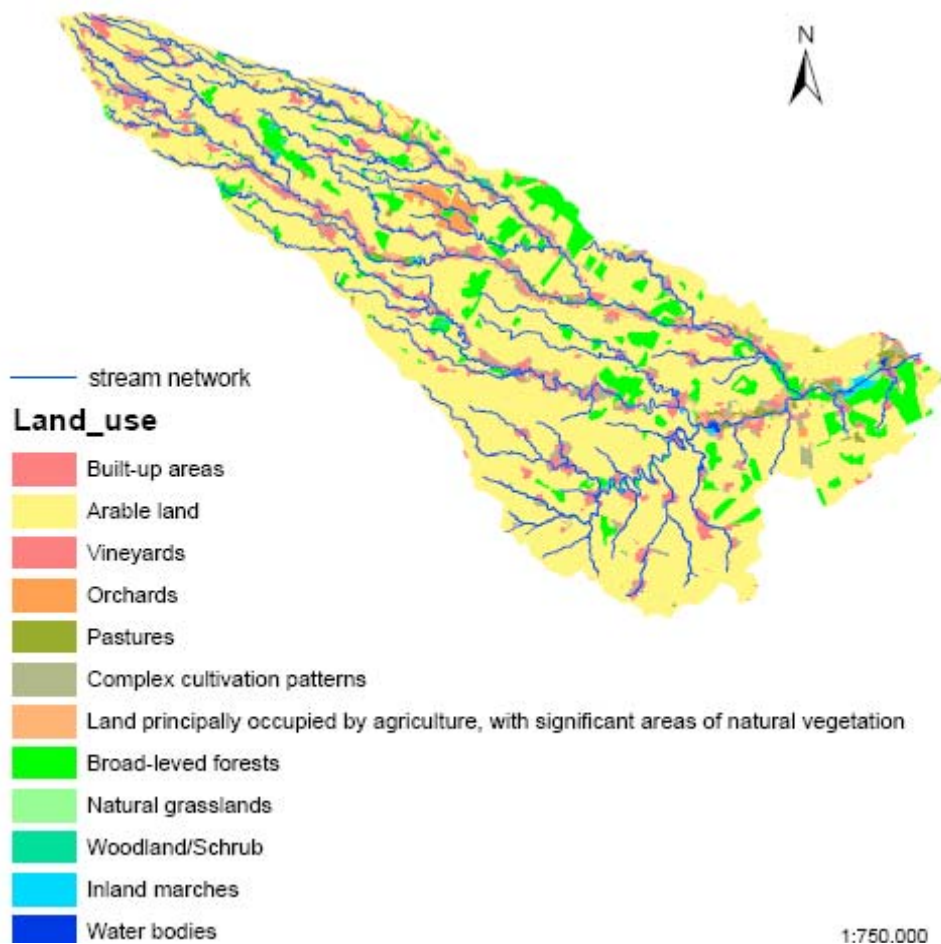 N
stream network
Land_use
Built-up areas
Arable land
Vineyards
Orchards
Pastures
Complex cultivation patterns
Land principally occupied by agriculture, with significant areas of natural vegetation
Broad-leved forests
Natural grasslands
Woodland/Schrub
Inland marches
Water bodies
1:750.000